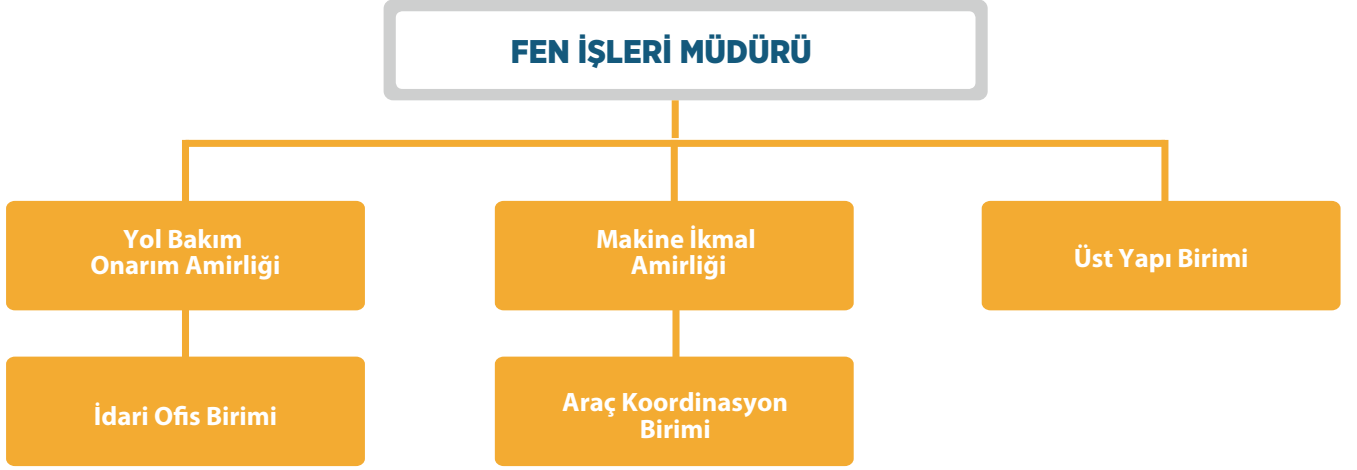 FEN İŞLERİ MÜDÜRÜ
Yol Bakım
Onarım Amirliği
Makine İkmal
Amirliği
Üst Yapı Birimi
İdari Ofis Birimi
Araç Koordinasyon
Birimi